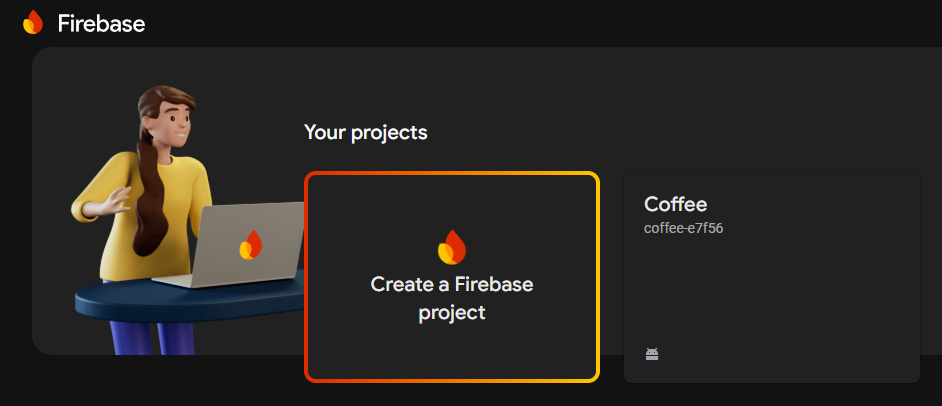 Firebase
Your projects
Create a Firebase
project
Coffee
coffee-e7f56